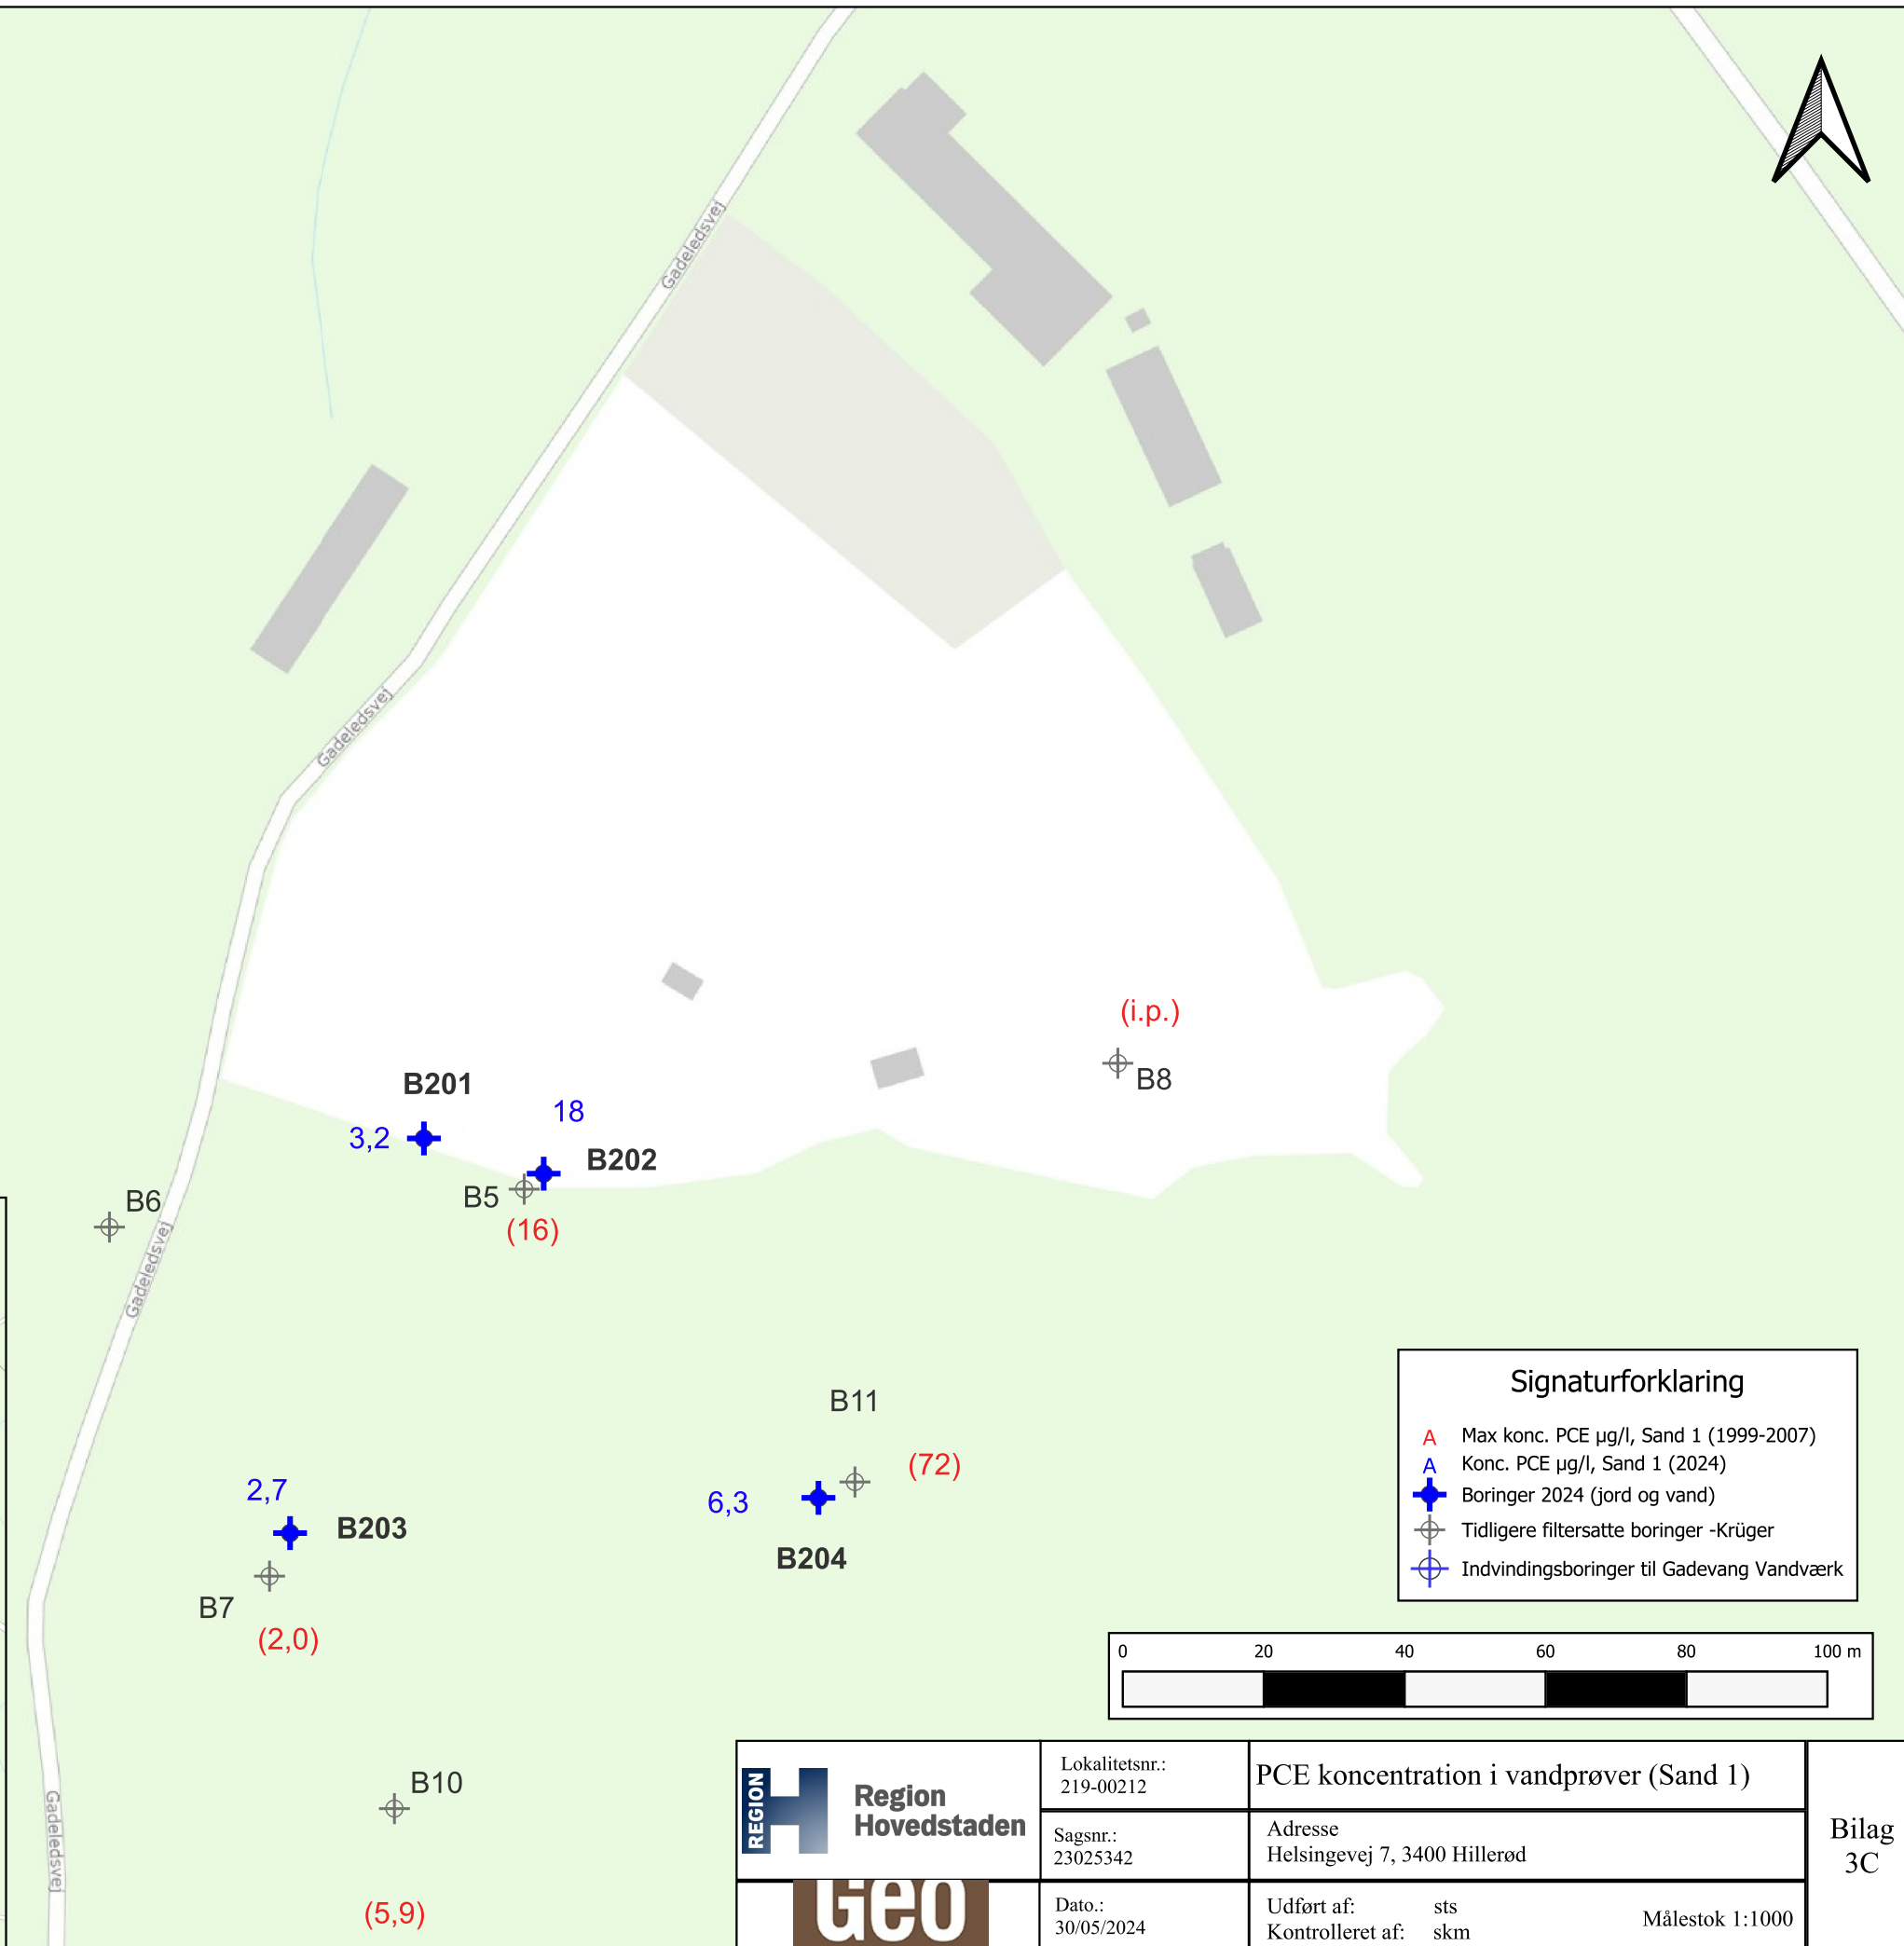 Gadeledsvej
Gadeledsvej
(i.p.)
B8
B201
18
3,2
B202
B5
B6
(16)
Gadeledsvej
B11
(72)
2,7
6,3
B203
B204
B7
(2,0)
B10
Gadeledsvej
(5,9)
Signaturforklaring
A Max konc. PCE µg/l, Sand 1 (1999-2007)
A Konc. PCE µg/l, Sand 1 (2024)
Boringer 2024 (jord og vand)
Tidligere filtersatte boringer -Krüger
Indvindingsboringer til Gadevang Vandværk
0 20 40 60 80 100 m
REGION
Region
Hovedstaden
Lokalitetsnr.:
219-00212
PCE koncentration i vandprøver (Sand 1)
Sagsnr.:
23025342
Adresse
Helsingevej 7, 3400 Hillerød
Bilag
3C
Geo
Dato.:
30/05/2024
Udført af: sts
Kontrolleret af: skm
Målestok 1:1000